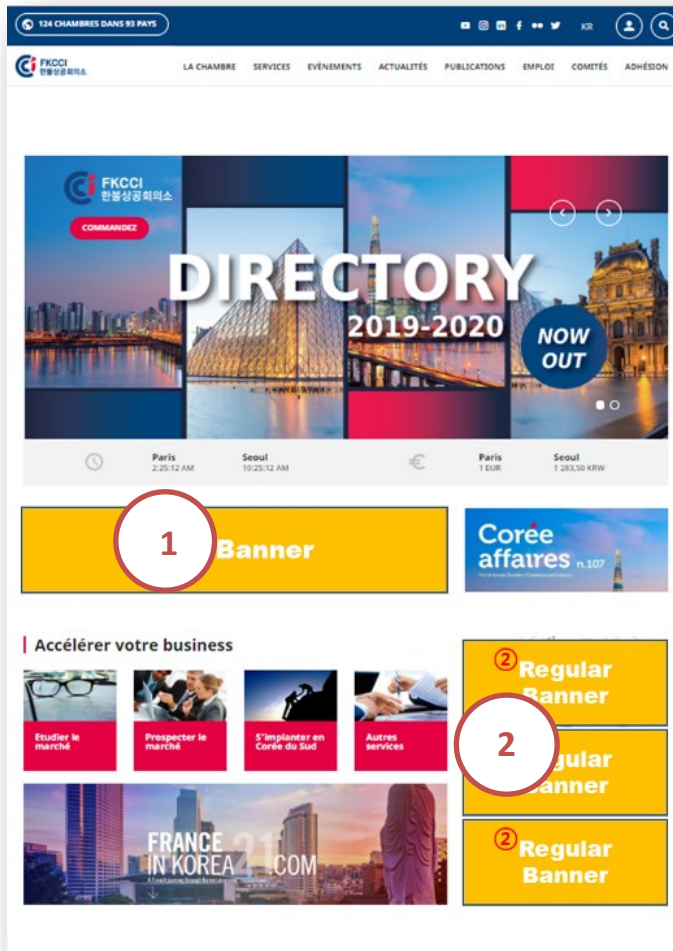 124 CHAMBRES DANS 93 PAYS
KR
FKCCI
한불상공회의소
LA CHAMBRE SERVICES EVÈNEMENTS ACTUALITÉS PUBLICATIONS EMPLOI COMITÉS ADHÉSION
FKCCI
한불상공회의소
COMMANDEZ
DIRECTORY
2019-2020
NOW
OUT
Paris Seoul Paris Seoul
2:25:12 AM 10:25:12 AM 1 EUR 1 283,50 KRW
1
Banner
Corée
affaires n.107
Accélérer votre business
Etudier le
marché
Prospecter le
marché
S'implanter en
Corée du Sud
Autres
services
② Regular
Banner
2
gular
Banner
② Regular
Banner
FRANCE 21
IN KOREA .COM